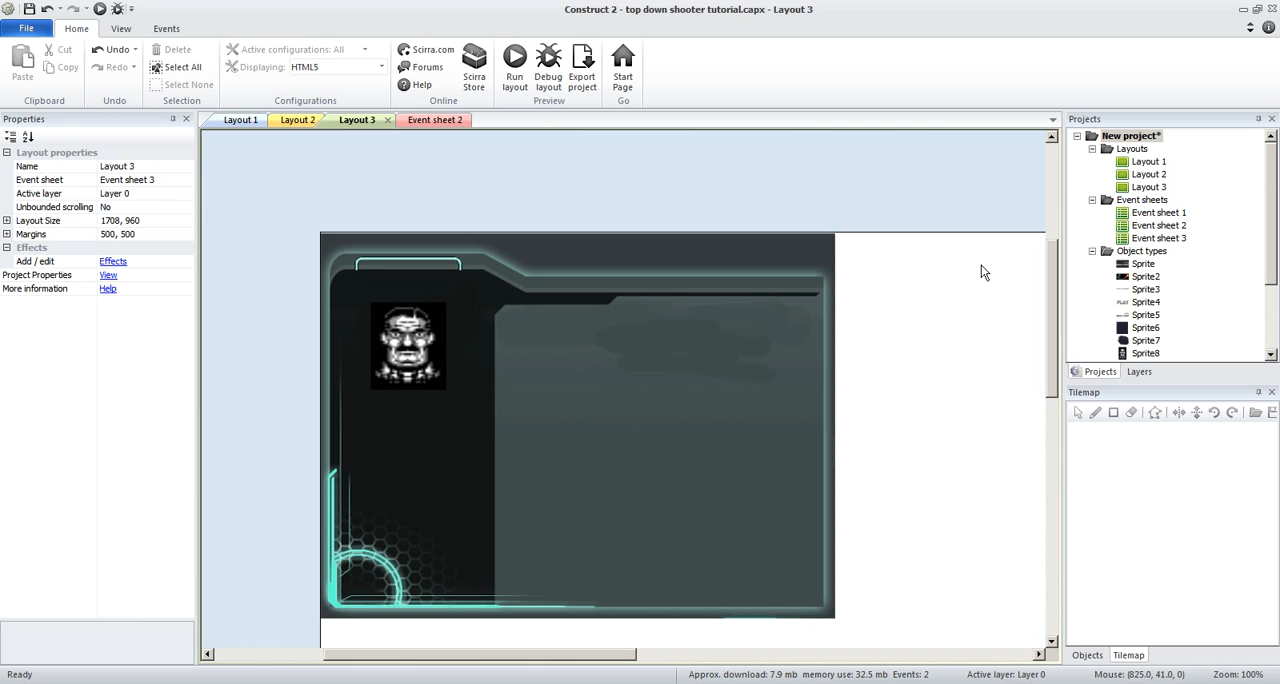 Construct 2 - top down shooter tutorial.capx - Layout 3
File Home View Events
Paste Cut Copy Clipboard
Undo Redo Undo
Delete Select All Select None Selection
Active configurations: All
Displaying: HTML5
Configurations
Scirra.com Forums Help Scirra Store Online
Run layout Debug layout Export project Preview
Start Page Go
Properties
Layout 1 Layout 2 Layout 3 Event sheet 2
Projects
Layout properties
Name Layout 3
Event sheet Event sheet 3
Active layer Layer 0
Unbounded scrolling No
Layout Size 1708, 960
Margins 500, 500
Effects
Add / edit Effects
Project Properties View
More information Help
New project*
Layouts
Layout 1
Layout 2
Layout 3
Event sheets
Event sheet 1
Event sheet 2
Event sheet 3
Object types
Sprite
Sprite2
Sprite3
Sprite4
Sprite5
Sprite6
Sprite7
Sprite8
Projects Layers
Tilemap
Objects Tilemap
Ready
Approx. download: 7.9 mb memory use: 32.5 mb Events: 2
Active layer: Layer 0
Mouse: (825.0, 41.0, 0)
Zoom: 100%